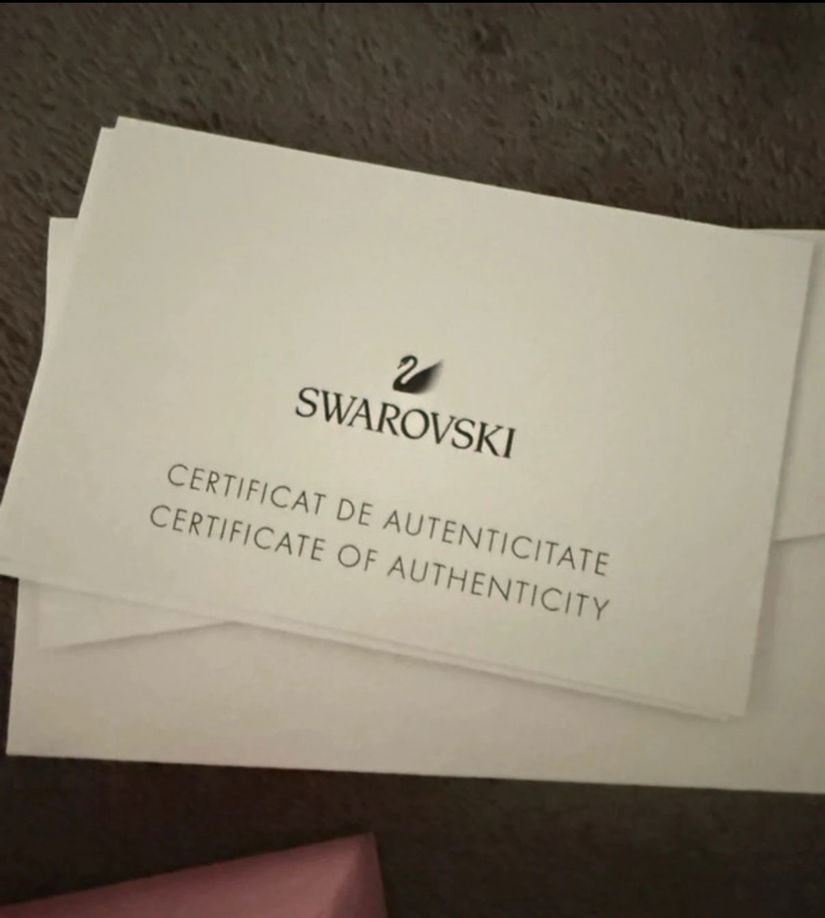 SWAROVSKI
CERTIFICAT DE AUTENTICITATE
CERTIFICATE OF AUTHENTICITY